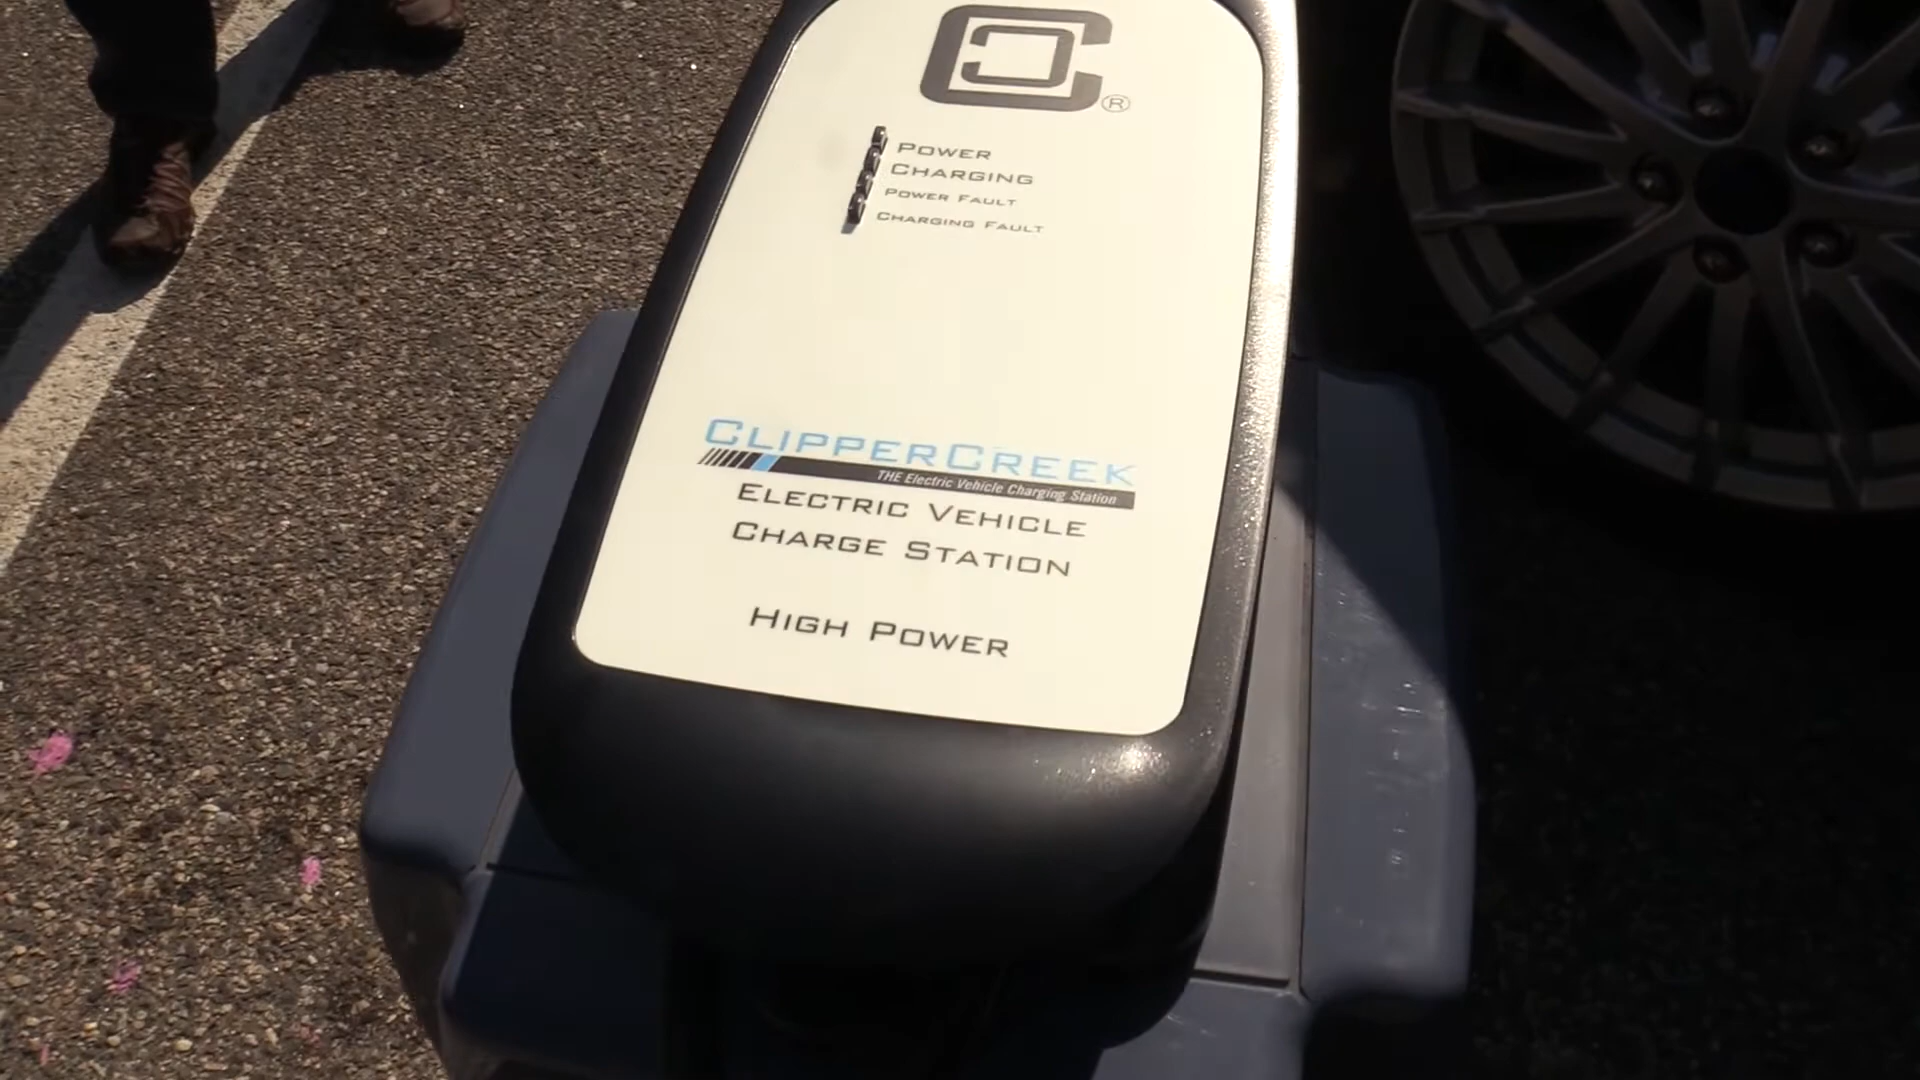 ®
Power
Charging
Power Fault
Charging Fault
ClipperCreek
THE Electric Vehicle Charging Station
Electric Vehicle
Charge Station
High Power